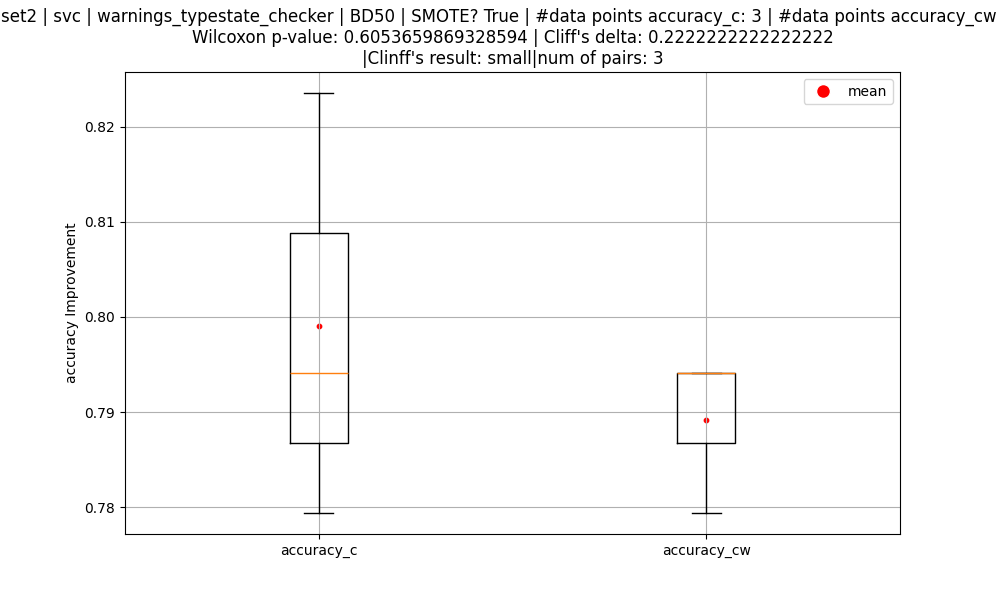 set2 | svc | warnings_typestate_checker | BD50 | SMOTE? True | #data points accuracy_c: 3 | #data points accuracy_cw
Wilcoxon p-value: 0.6053659869328594 | Cliff's delta: 0.2222222222222222
|Clinff's result: small|num of pairs: 3
mean
0.82
0.81
0.80
0.79
0.78
accuracy Improvement
accuracy_c
accuracy_cw